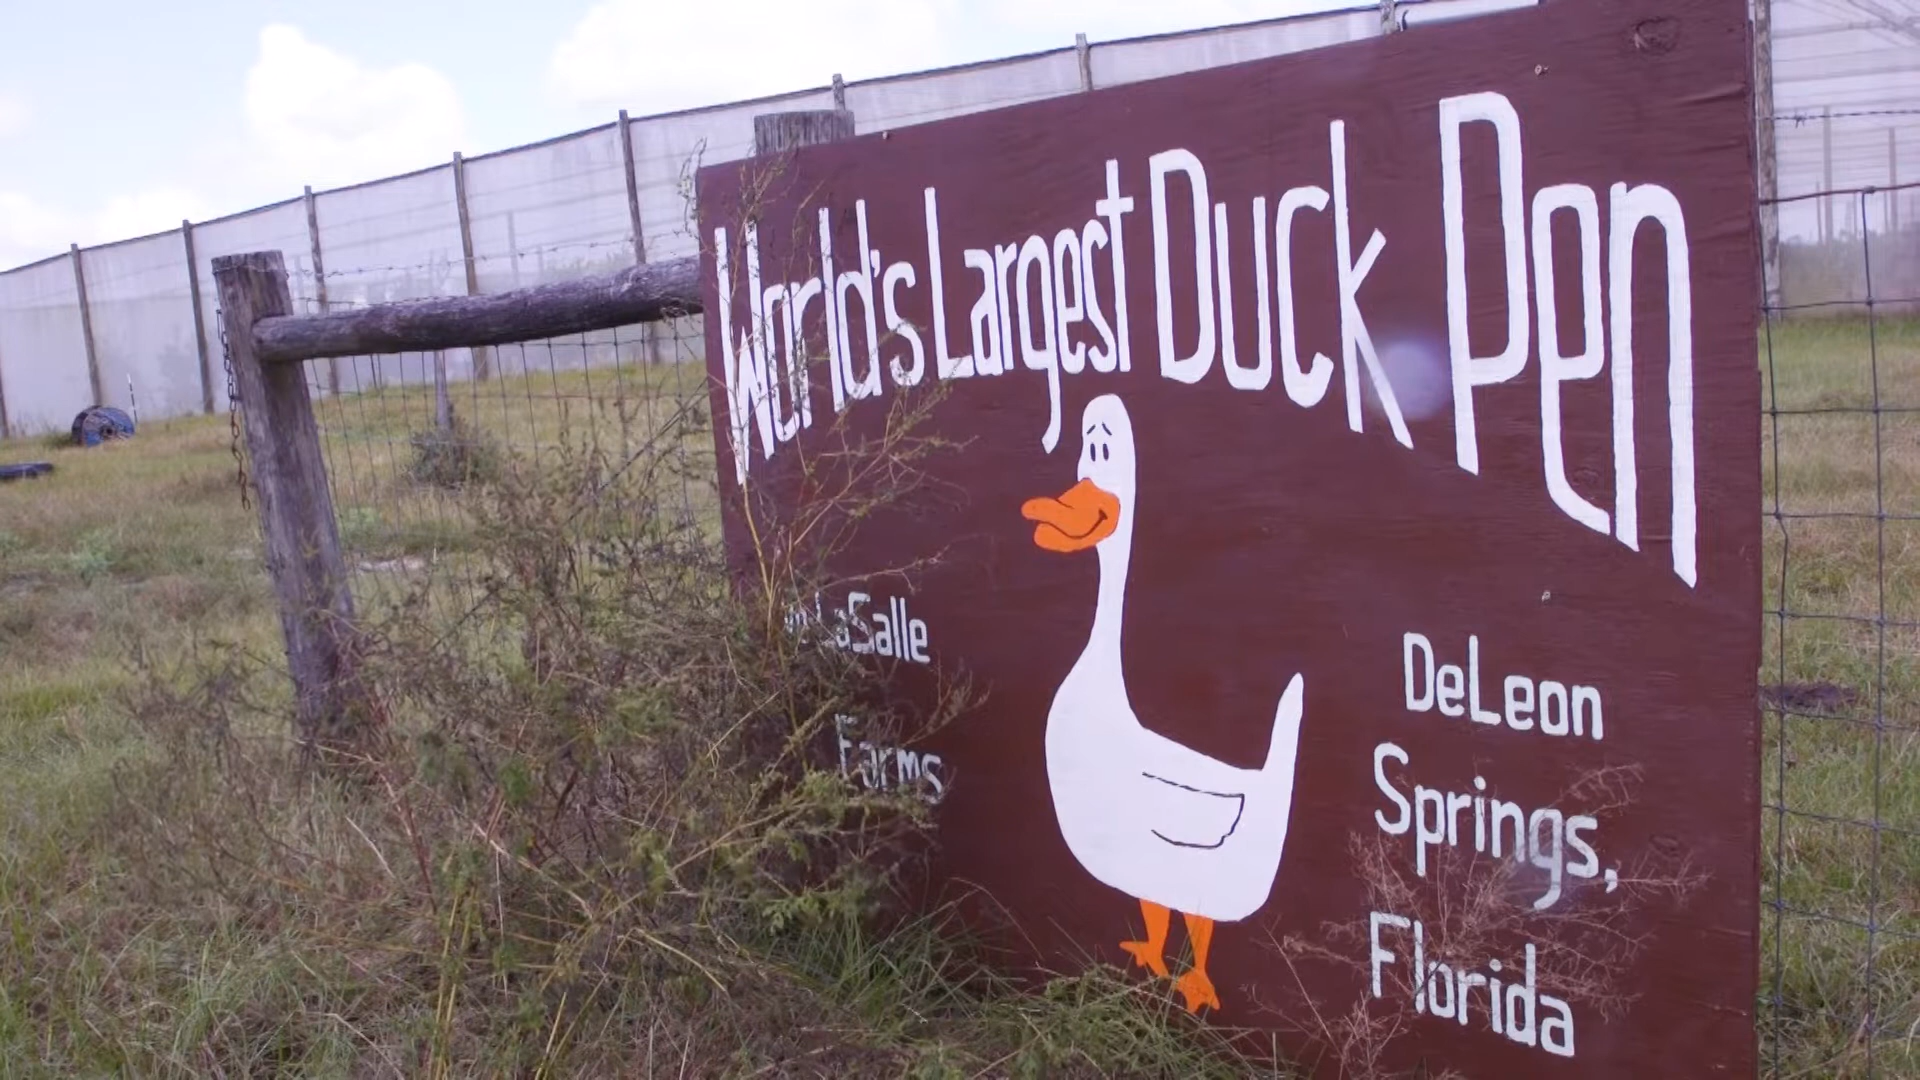 World's Largest Duck Pen
LaSalle
Farms
DeLeon
Springs,
Florida